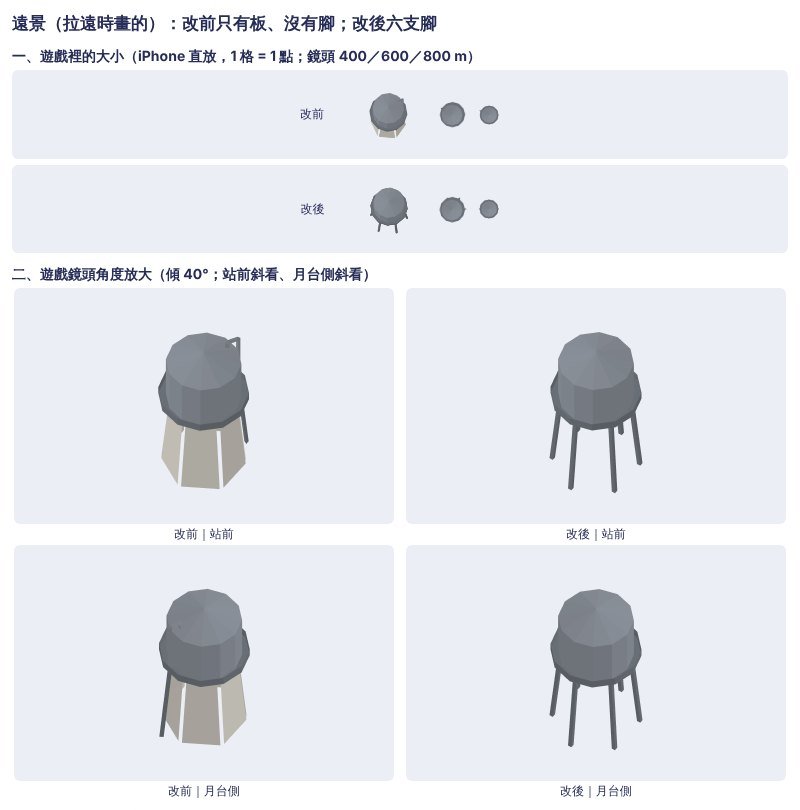 遠景（拉遠時畫的）：改前只有板、沒有腳；改後六支腳
一、遊戲裡的大小（iPhone 直放，1 格 = 1 點；鏡頭 400／600／800 m）
改前
改後
二、遊戲鏡頭角度放大（傾 40°；站前斜看、月台側斜看）
改前｜站前
改後｜站前
改前｜月台側
改後｜月台側